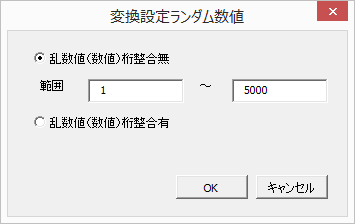 変換設定ランダム数値
乱数値(数値)桁整合無
範囲 1 ～ 5000
乱数値(数値)桁整合有
OK キャンセル